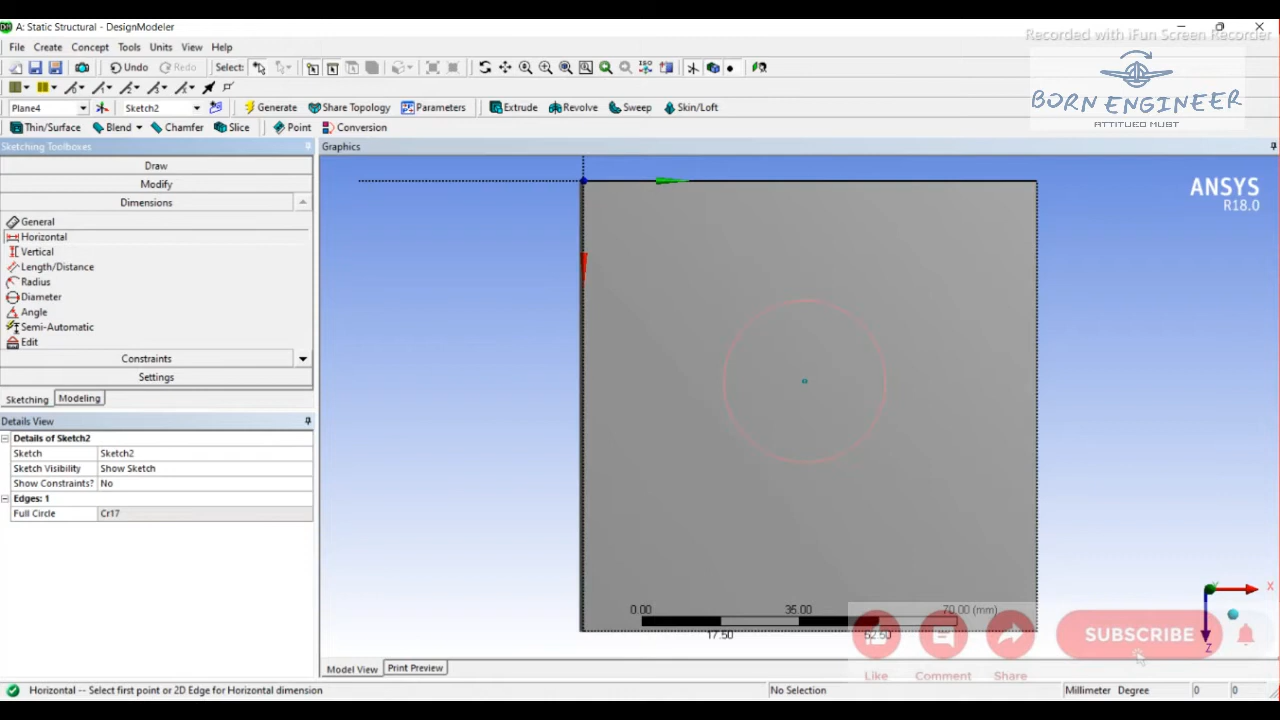 A: Static Structural - DesignModeler
Recorded with iFun Screen Recorder
File Create Concept Tools Units View Help
Undo Redo Select: ISO
BORN ENGINEER
ATTITUED MUST
Plane4 Sketch2 Generate Share Topology Parameters Extrude Revolve Sweep Skin/Loft
Thin/Surface Blend Chamfer Slice Point Conversion
Sketching Toolboxes
Graphics
Draw
Modify
Dimensions
General
Horizontal
Vertical
Length/Distance
Radius
Diameter
Angle
Semi-Automatic
Edit
Constraints
Settings
Sketching Modeling
Details View
Details of Sketch2
Sketch Sketch2
Sketch Visibility Show Sketch
Show Constraints? No
Edges: 1
Full Circle Cr17
ANSYS
R18.0
0.00 35.00 70.00 (mm)
17.50 52.50
X
Y
Z
SUBSCRIBE
Like Comment Share
Model View Print Preview
Horizontal -- Select first point or 2D Edge for Horizontal dimension No Selection Millimeter Degree 0 0